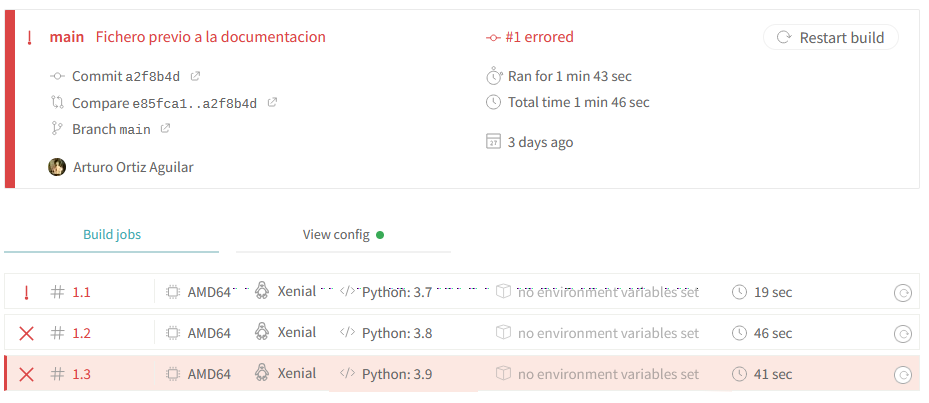 main Fichero previo a la documentacion
#1 errored
Restart build
Commit a2f8b4d
Ran for 1 min 43 sec
Compare e85fca1..a2f8b4d
Total time 1 min 46 sec
Branch main
3 days ago
Arturo Ortiz Aguilar
Build jobs
View config
# 1.1 AMD64 Xenial </> Python: 3.7 no environment variables set 19 sec
# 1.2 AMD64 Xenial </> Python: 3.8 no environment variables set 46 sec
# 1.3 AMD64 Xenial </> Python: 3.9 no environment variables set 41 sec